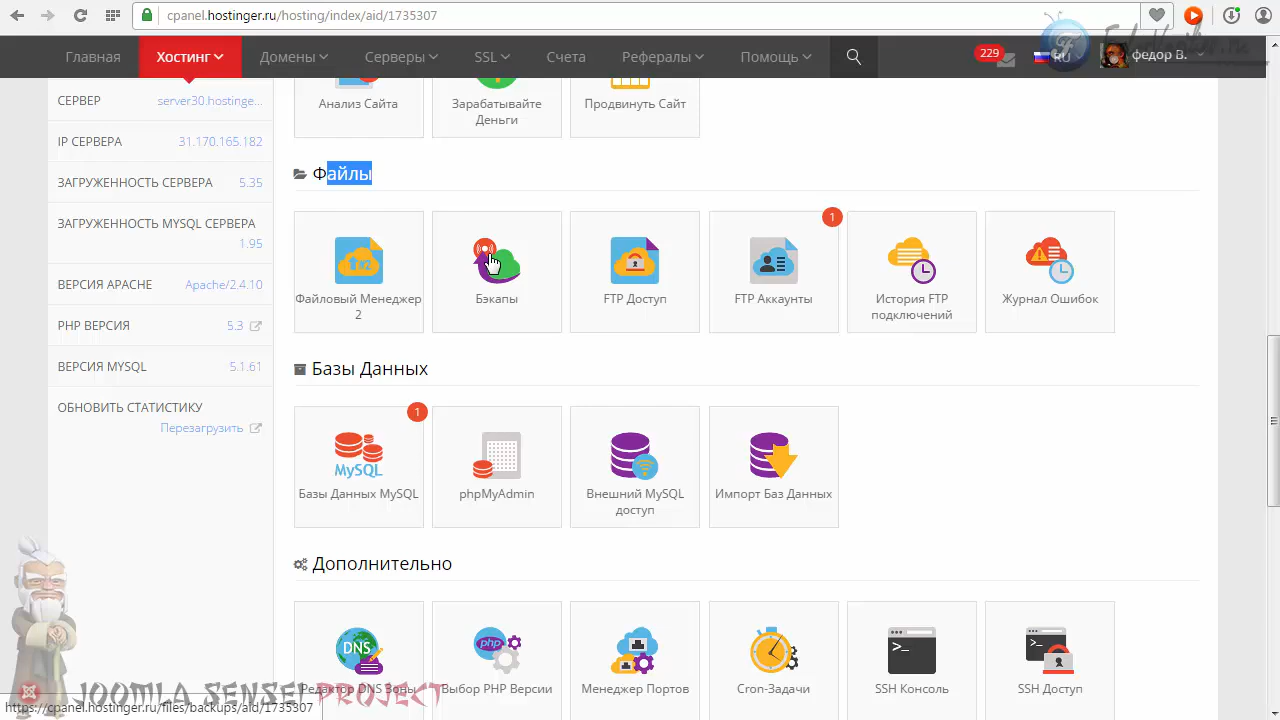 cpanel.hostinger.ru/hosting/index/aid/1735307
Главная
Хостинг
Домены
Серверы
SSL
Счета
Рефералы
Помощь
229
RU
федор В.
СЕРВЕР
server30.hostinge...
IP СЕРВЕРА
31.170.165.182
ЗАГРУЖЕННОСТЬ СЕРВЕРА
5.35
ЗАГРУЖЕННОСТЬ MYSQL СЕРВЕРА
1.95
ВЕРСИЯ APACHE
Apache/2.4.10
PHP ВЕРСИЯ
5.3
ВЕРСИЯ MYSQL
5.1.61
ОБНОВИТЬ СТАТИСТИКУ
Перезагрузить
Анализ Сайта
Зарабатывайте
Деньги
Продвинуть Сайт
Файлы
Файловый Менеджер
2
Бэкапы
FTP Доступ
1
FTP Аккаунты
История FTP
подключений
Журнал Ошибок
Базы Данных
1
MySQL
Базы Данных MySQL
phpMyAdmin
Внешний MySQL
доступ
Импорт Баз Данных
Дополнительно
DNS
Редактор DNS Зоны
php
Выбор PHP Версии
Менеджер Портов
Cron-Задачи
>_
SSH Консоль
>_
SSH Доступ
JOOMLA SENSEI PROJECT
https://cpanel.hostinger.ru/files/backups/aid/1735307